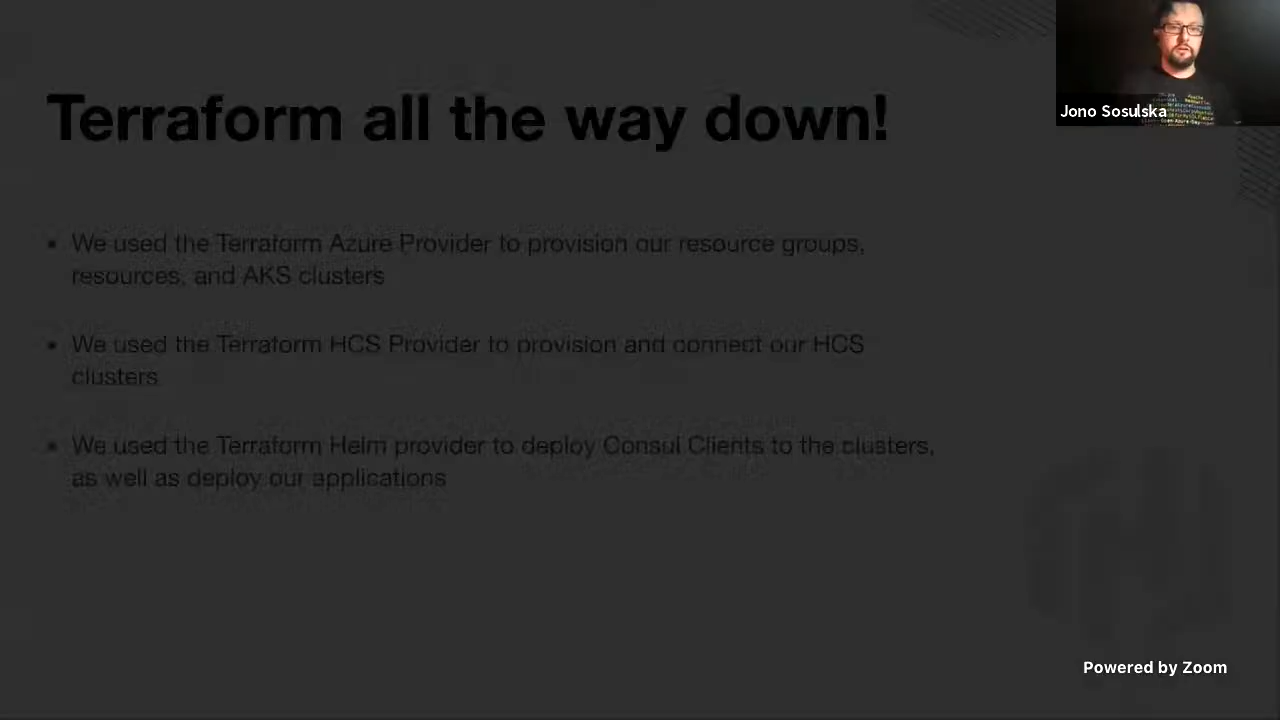 Terraform all the way down!
Jono Sosulska
We used the Terraform Azure Provider to provision our resource groups,
resources, and AKS clusters
We used the Terraform HCS Provider to provision and connect our HCS
clusters
We used the Terraform Helm provider to deploy Consul Clients to the clusters,
as well as deploy our applications
Powered by Zoom